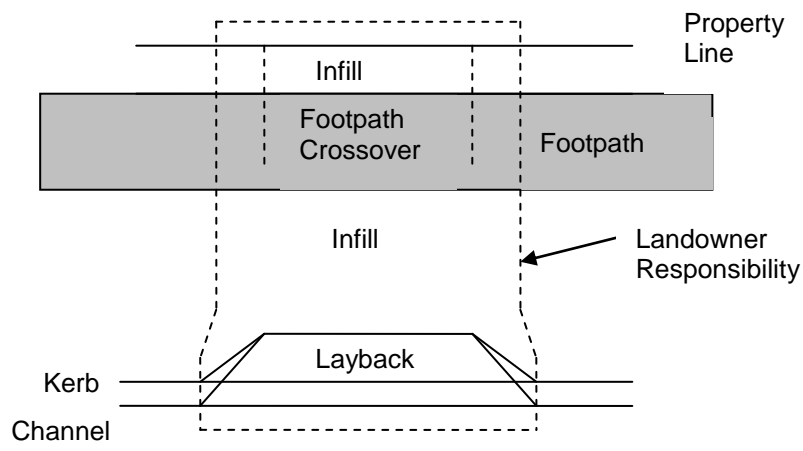 Property
Line
Infill
Footpath
Crossover
Footpath
Infill
Landowner
Responsibility
Layback
Kerb
Channel